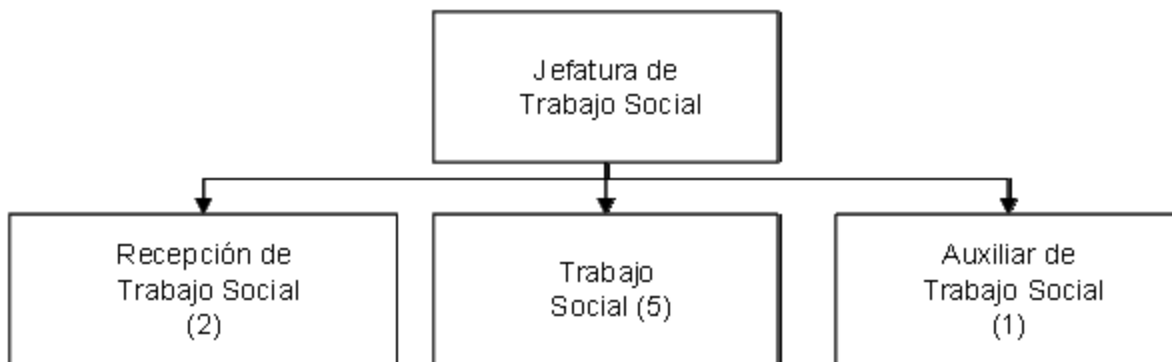 Jefatura de
Trabajo Social
Recepción de
Trabajo Social
(2)
Trabajo
Social (5)
Auxiliar de
Trabajo Social
(1)